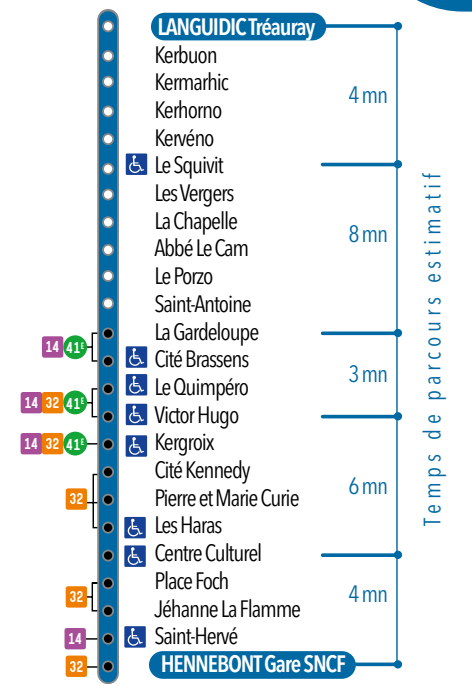 LANGUIDIC Tréauray
Kerbuon
Kermarhic
4 mn
Kerhorno
Kervéno
Le Squivit
Les Vergers
La Chapelle
8 mn
Abbé Le Cam
Le Porzo
Saint-Antoine
La Gardeloupe
14 41E
Cité Brassens
3 mn
Le Quimpéro
14 32 41E
Victor Hugo
14 32 41E Kergroix
Cité Kennedy
32 Pierre et Marie Curie
6 mn
Les Haras
Centre Culturel
Place Foch
32
4 mn
Jéhanne La Flamme
14 Saint-Hervé
32 HENNEBONT Gare SNCF
Temps de parcours estimatif